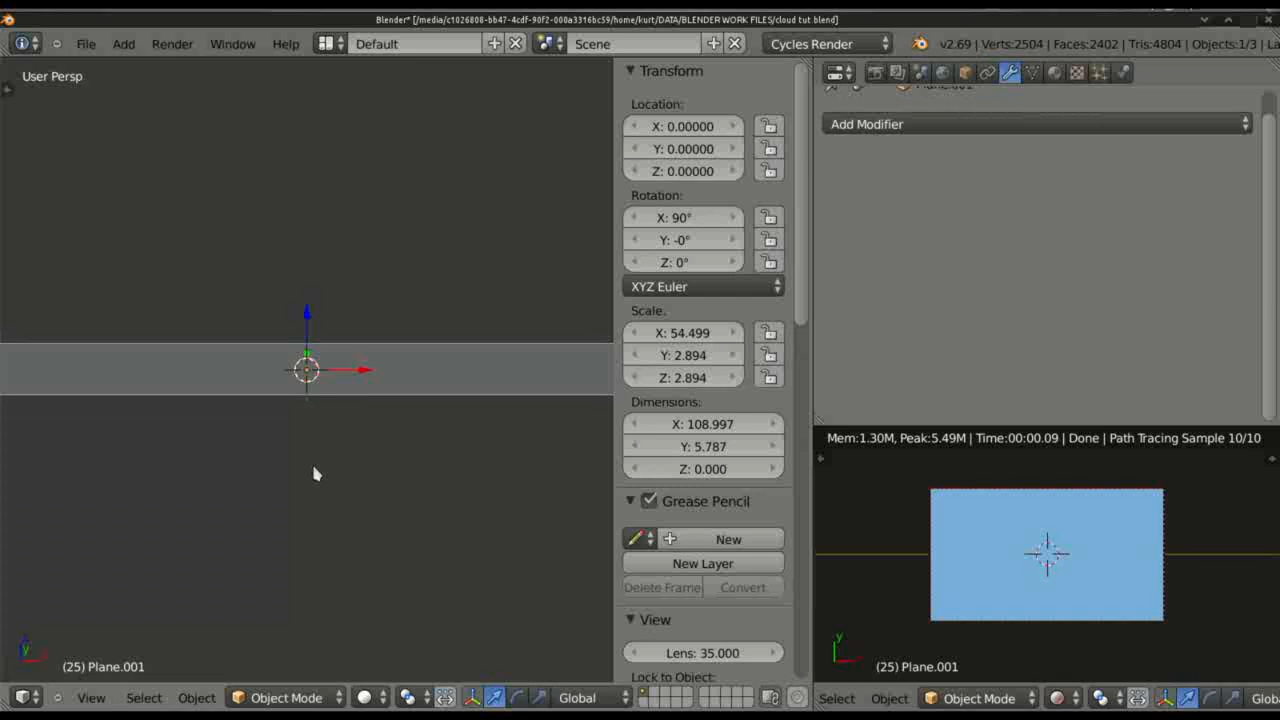 Blender* [/media/c1026808-bb47-4cdf-90f2-000a3316bc59/home/kurt/DATA/BLENDER WORK FILES/cloud tut blend]
File Add Render Window Help Default Scene Cycles Render v2.69 | Verts:2504 | Faces:2402 | Tris:4804 | Objects:1/3 | La
User Persp
Transform
Location:
X: 0.00000
Y: 0.00000
Z: 0.00000
Rotation:
X: 90°
Y: -0°
Z: 0°
XYZ Euler
Scale:
X: 54.499
Y: 2.894
Z: 2.894
Dimensions:
X: 108.997
Y: 5.787
Z: 0.000
Grease Pencil
New
New Layer
Delete Frame Convert
View
Lens: 35.000
Lock to Object:
Plane.001
Add Modifier
Mem:1.30M, Peak:5.49M | Time:00:00.09 | Done | Path Tracing Sample 10/10
(25) Plane.001
(25) Plane.001
View Select Object Object Mode Global
Select Object Object Mode Glob